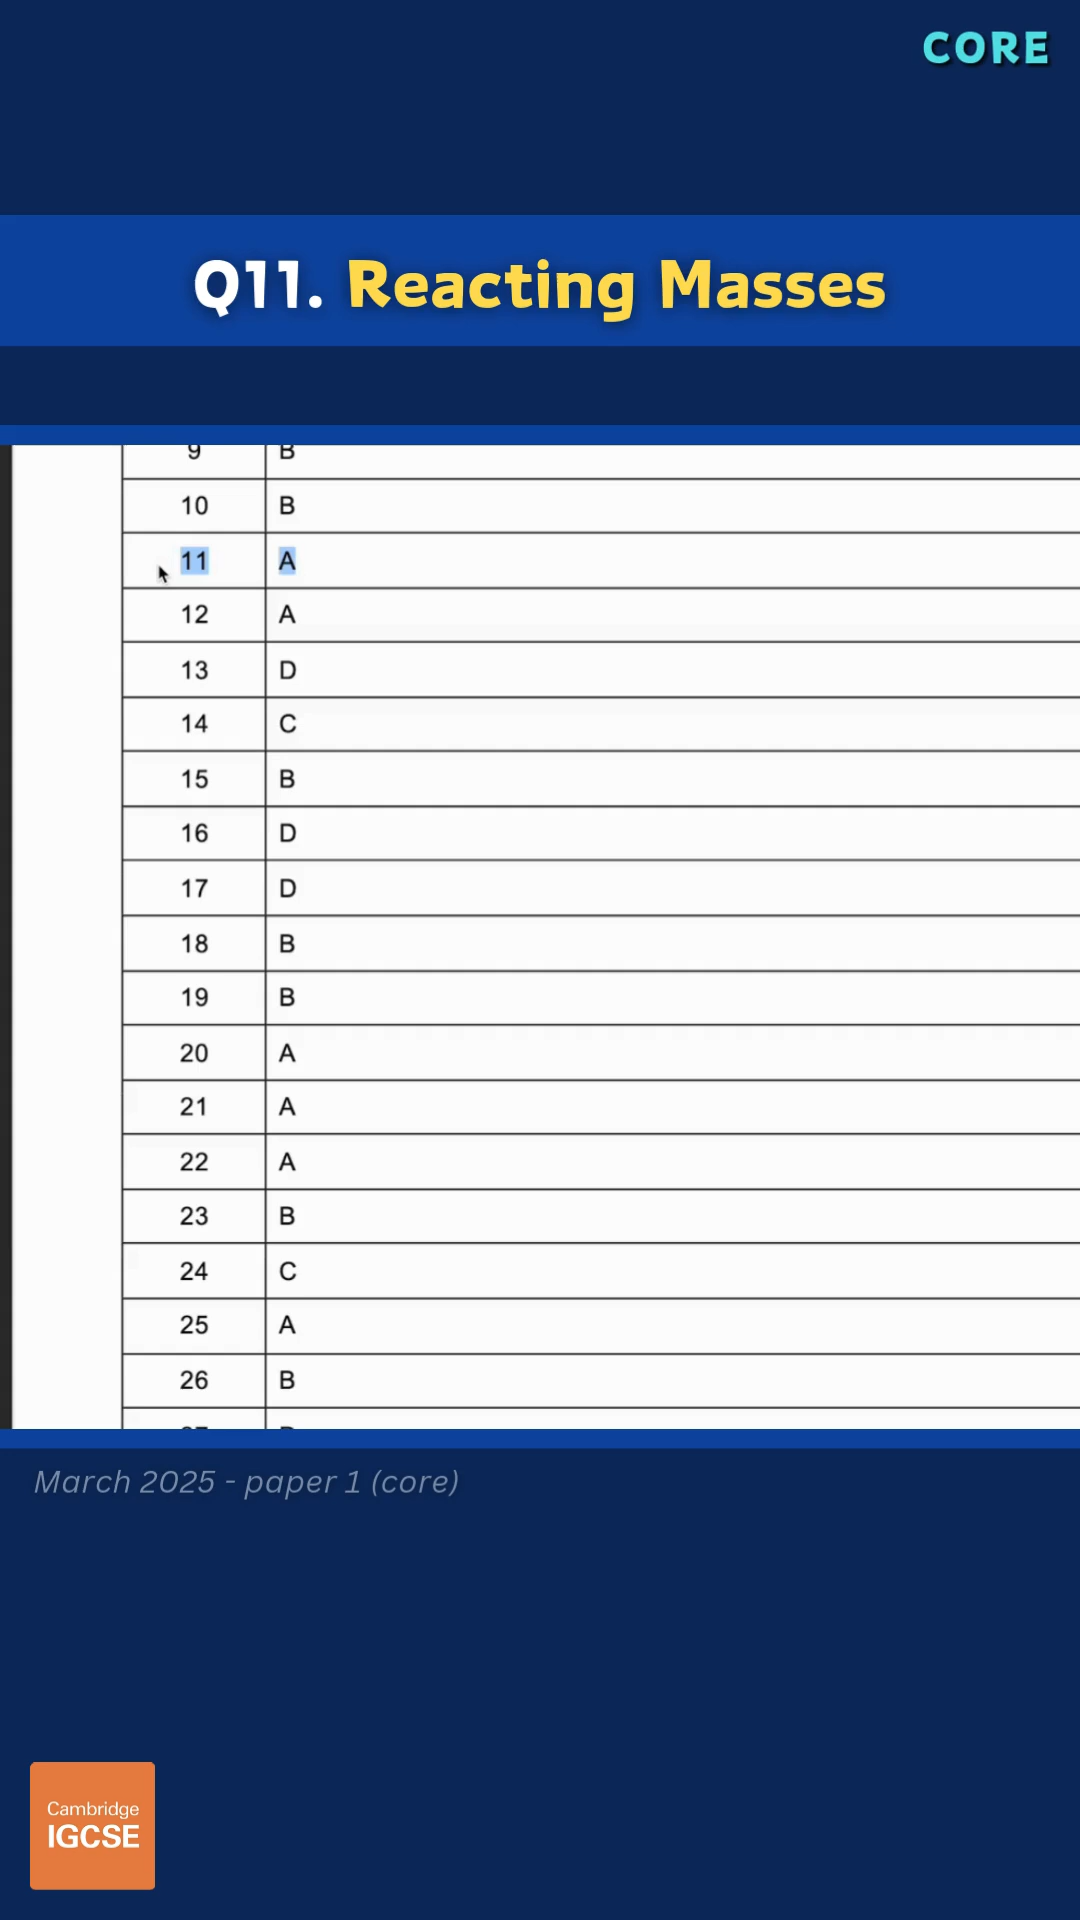 CORE
Q11. Reacting Masses
9 B
10 B
11 A
12 A
13 D
14 C
15 B
16 D
17 D
18 B
19 B
20 A
21 A
22 A
23 B
24 C
25 A
26 B
March 2025 - paper 1 (core)
Cambridge
IGCSE